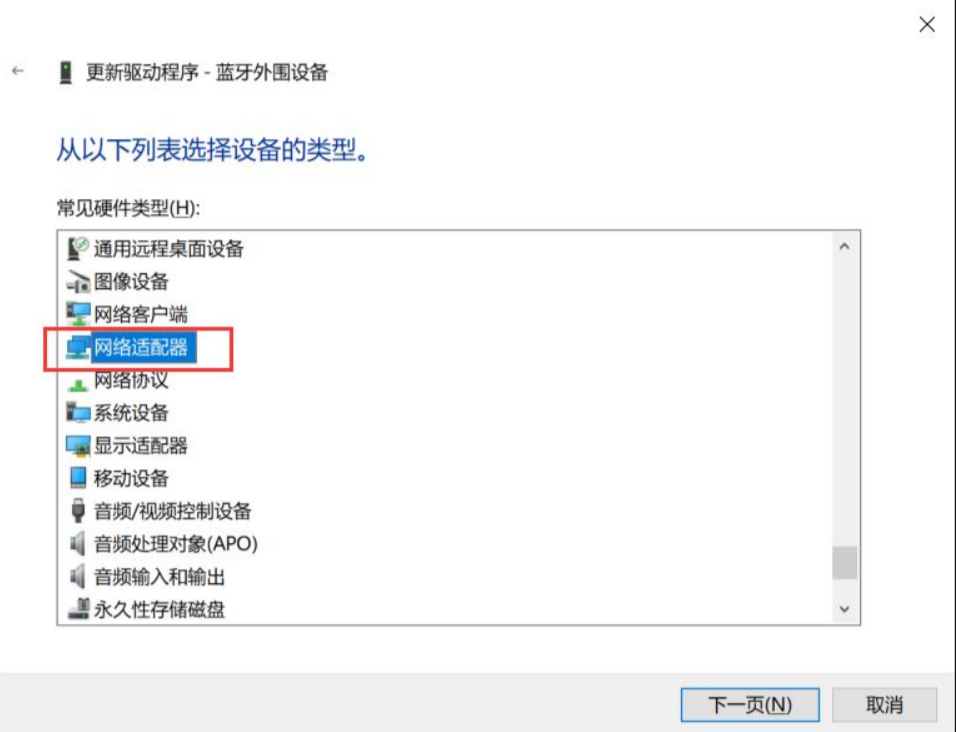 更新驱动程序 - 蓝牙外围设备
从以下列表选择设备的类型。
常见硬件类型(H):
通用远程桌面设备
图像设备
网络客户端
网络适配器
网络协议
系统设备
显示适配器
移动设备
音频/视频控制设备
音频处理对象(APO)
音频输入和输出
永久性存储磁盘
下一页(N)
取消